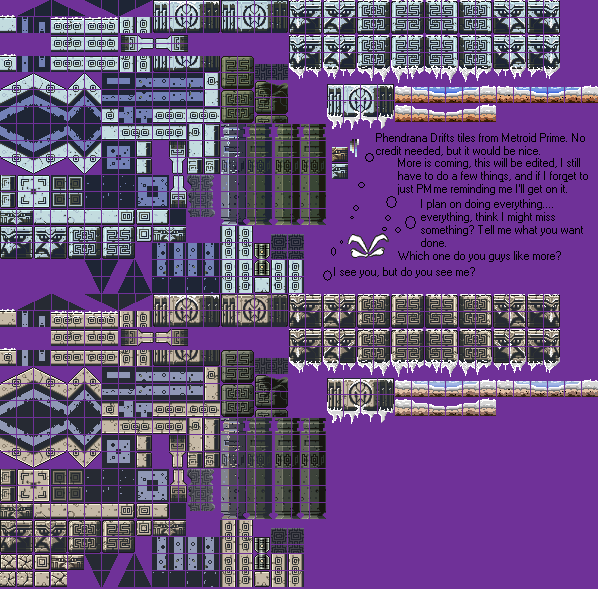 Phendrana Drifts tiles from Metroid Prime. No
credit needed, but it would be nice.
More is coming, this will be edited, I still
have to do a few things, and if I forget to
just PM me reminding me I'll get on it.
I plan on doing everything....
everything, think I might miss
something? Tell me what you want
done.
Which one do you guys like more?
I see you, but do you see me?